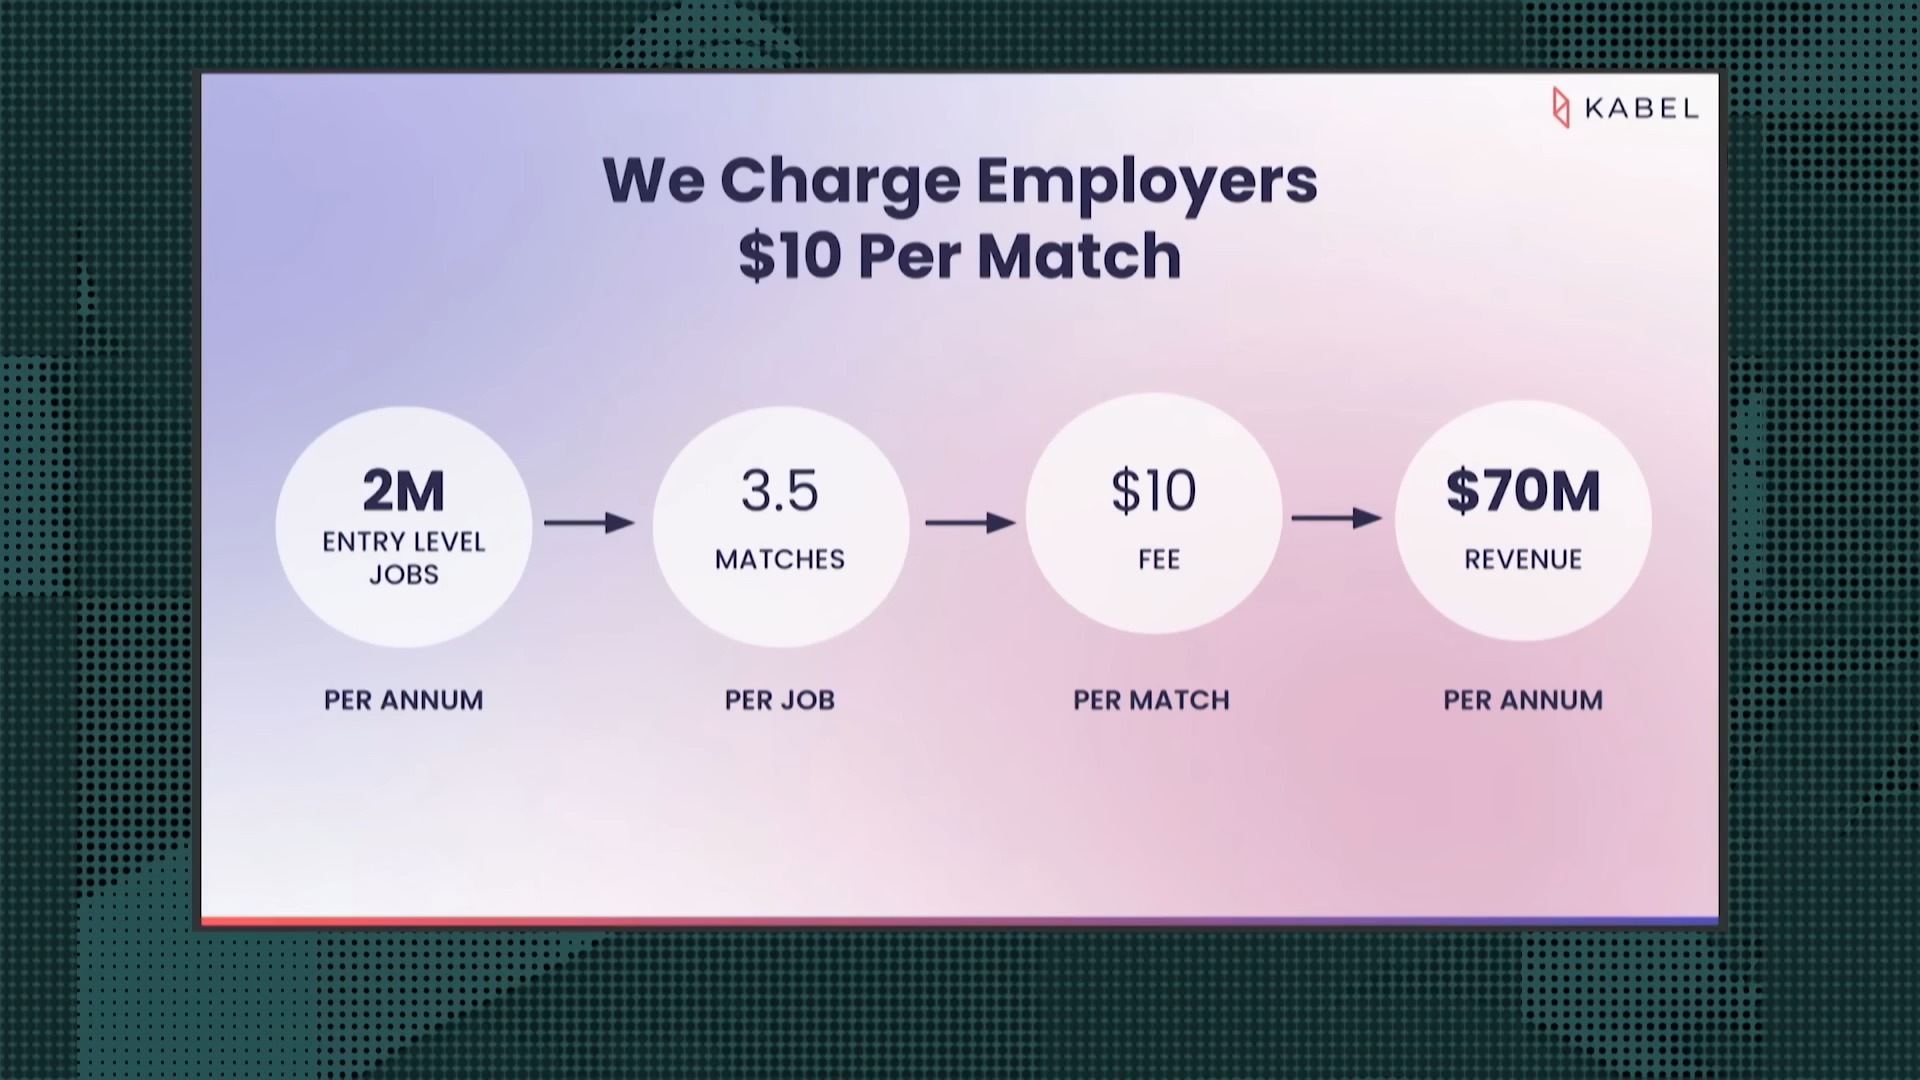 KABEL
We Charge Employers
$10 Per Match
2M
ENTRY LEVEL
JOBS
PER ANNUM
3.5
MATCHES
PER JOB
$10
FEE
PER MATCH
$70M
REVENUE
PER ANNUM